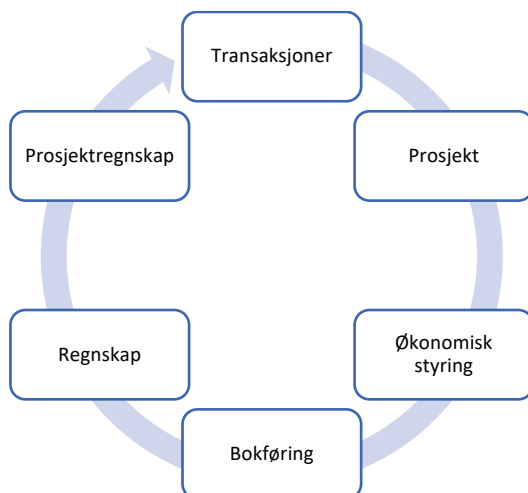 Transaksjoner
Prosjekt
Økonomisk
styring
Bokføring
Regnskap
Prosjektregnskap